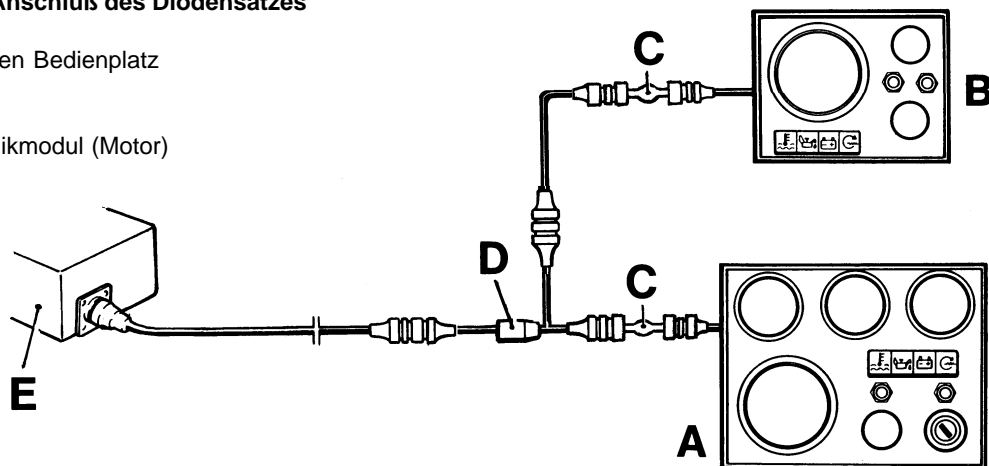 Anschluß des Diodensatzes
en Bedienplatz
ikmodul (Motor)
C
B
D
C
E
A